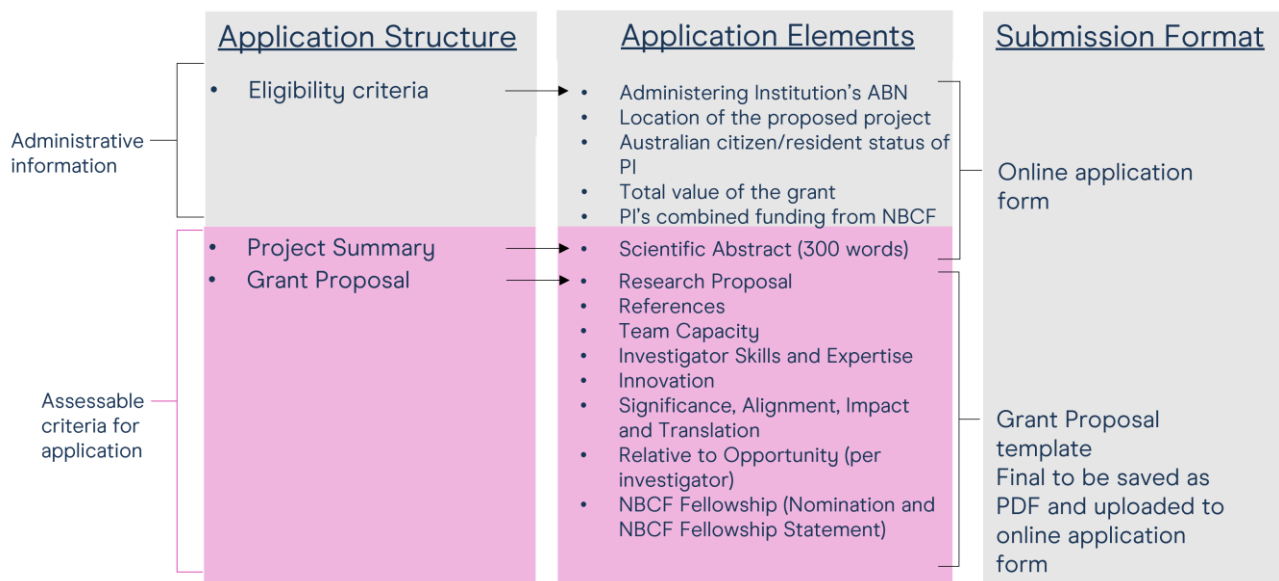 Application Structure
Application Elements
Submission Format
Administrative
information
• Eligibility criteria
• Administering Institution's ABN
• Location of the proposed project
• Australian citizen/resident status of
PI
• Total value of the grant
• PI's combined funding from NBCF
Online application
form
Assessable
criteria for
application
• Project Summary
• Grant Proposal
• Scientific Abstract (300 words)
• Research Proposal
• References
• Team Capacity
• Investigator Skills and Expertise
• Innovation
• Significance, Alignment, Impact
and Translation
• Relative to Opportunity (per
investigator)
• NBCF Fellowship (Nomination and
NBCF Fellowship Statement)
Grant Proposal
template
Final to be saved as
PDF and uploaded to
online application
form